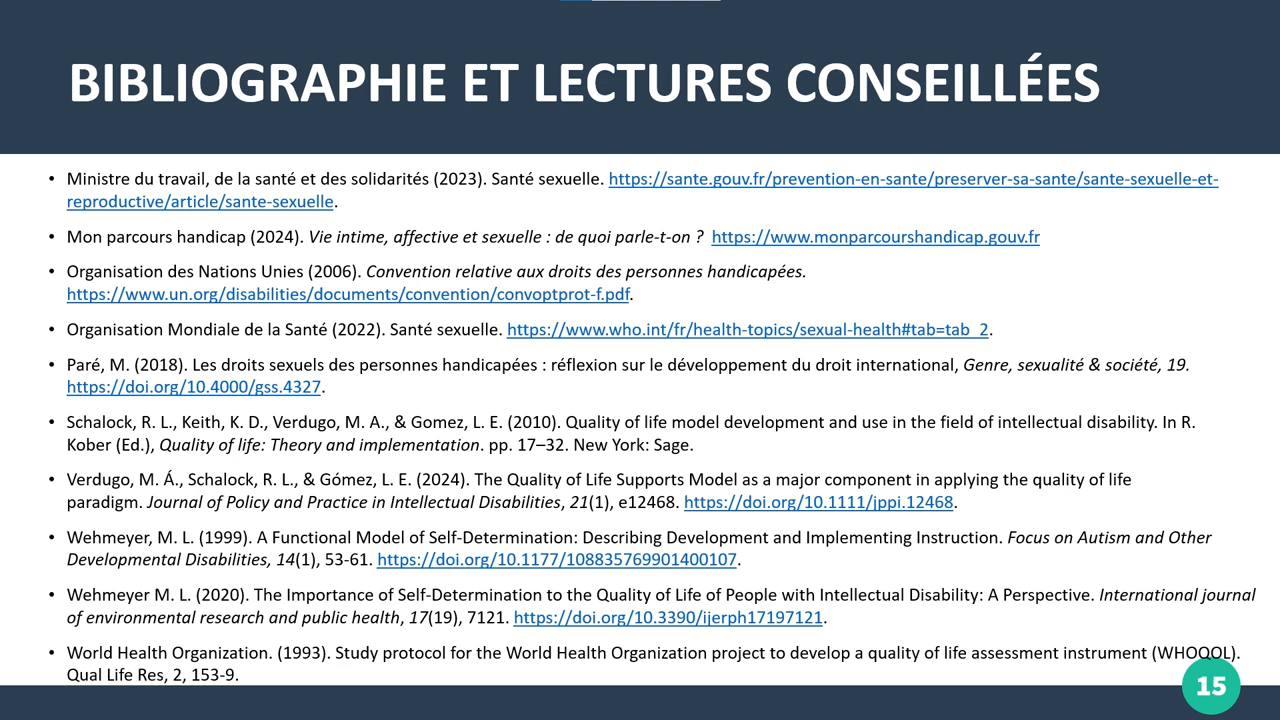 BIBLIOGRAPHIE ET LECTURES CONSEILLÉES
• Ministre du travail, de la santé et des solidarités (2023). Santé sexuelle. https://sante.gouv.fr/prevention-en-sante/preserver-sa-sante/sante-sexuelle-et-
reproductive/article/sante-sexuelle.
• Mon parcours handicap (2024). Vie intime, affective et sexuelle : de quoi parle-t-on ? https://www.monparcourshandicap.gouv.fr
• Organisation des Nations Unies (2006). Convention relative aux droits des personnes handicapées.
https://www.un.org/disabilities/documents/convention/convoptprot-f.pdf.
• Organisation Mondiale de la Santé (2022). Santé sexuelle. https://www.who.int/fr/health-topics/sexual-health#tab=tab_2.
• Paré, M. (2018). Les droits sexuels des personnes handicapées : réflexion sur le développement du droit international, Genre, sexualité & société, 19.
https://doi.org/10.4000/gss.4327.
• Schalock, R. L., Keith, K. D., Verdugo, M. A., & Gomez, L. E. (2010). Quality of life model development and use in the field of intellectual disability. In R.
Kober (Ed.), Quality of life: Theory and implementation. pp. 17–32. New York: Sage.
• Verdugo, M. Á., Schalock, R. L., & Gómez, L. E. (2024). The Quality of Life Supports Model as a major component in applying the quality of life
paradigm. Journal of Policy and Practice in Intellectual Disabilities, 21(1), e12468. https://doi.org/10.1111/jppi.12468.
• Wehmeyer, M. L. (1999). A Functional Model of Self-Determination: Describing Development and Implementing Instruction. Focus on Autism and Other
Developmental Disabilities, 14(1), 53-61. https://doi.org/10.1177/108835769901400107.
• Wehmeyer M. L. (2020). The Importance of Self-Determination to the Quality of Life of People with Intellectual Disability: A Perspective. International journal
of environmental research and public health, 17(19), 7121. https://doi.org/10.3390/ijerph17197121.
• World Health Organization. (1993). Study protocol for the World Health Organization project to develop a quality of life assessment instrument (WHOQOL).
Qual Life Res, 2, 153-9.
15